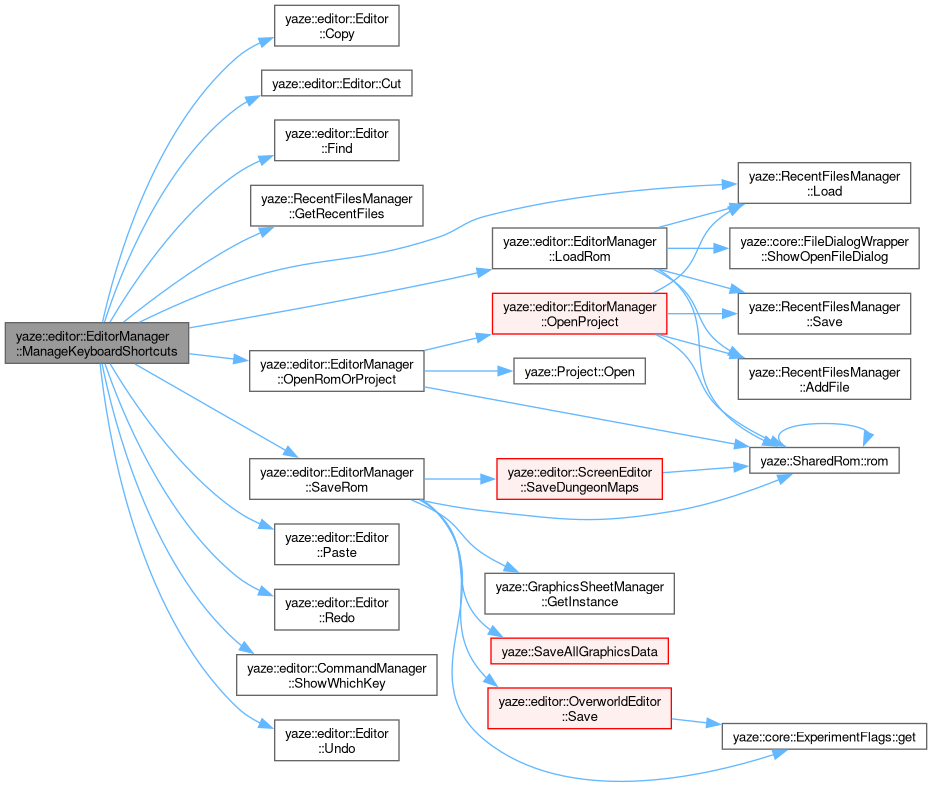 yaze::editor::EditorManager
::ManageKeyboardShortcuts
yaze::editor::Editor
::Copy
yaze::editor::Editor::Cut
yaze::editor::Editor
::Find
yaze::RecentFilesManager
::GetRecentFiles
yaze::editor::EditorManager
::OpenRomOrProject
yaze::editor::EditorManager
::SaveRom
yaze::editor::Editor
::Paste
yaze::editor::Editor
::Redo
yaze::editor::CommandManager
::ShowWhichKey
yaze::editor::Editor
::Undo
yaze::editor::EditorManager
::LoadRom
yaze::editor::EditorManager
::OpenProject
yaze::Project::Open
yaze::editor::ScreenEditor
::SaveDungeonMaps
yaze::GraphicsSheetManager
::GetInstance
yaze::SaveAllGraphicsData
yaze::editor::OverworldEditor
::Save
yaze::RecentFilesManager
::Load
yaze::core::FileDialogWrapper
::ShowOpenFileDialog
yaze::RecentFilesManager
::Save
yaze::RecentFilesManager
::AddFile
yaze::SharedRom::rom
yaze::core::ExperimentFlags::get